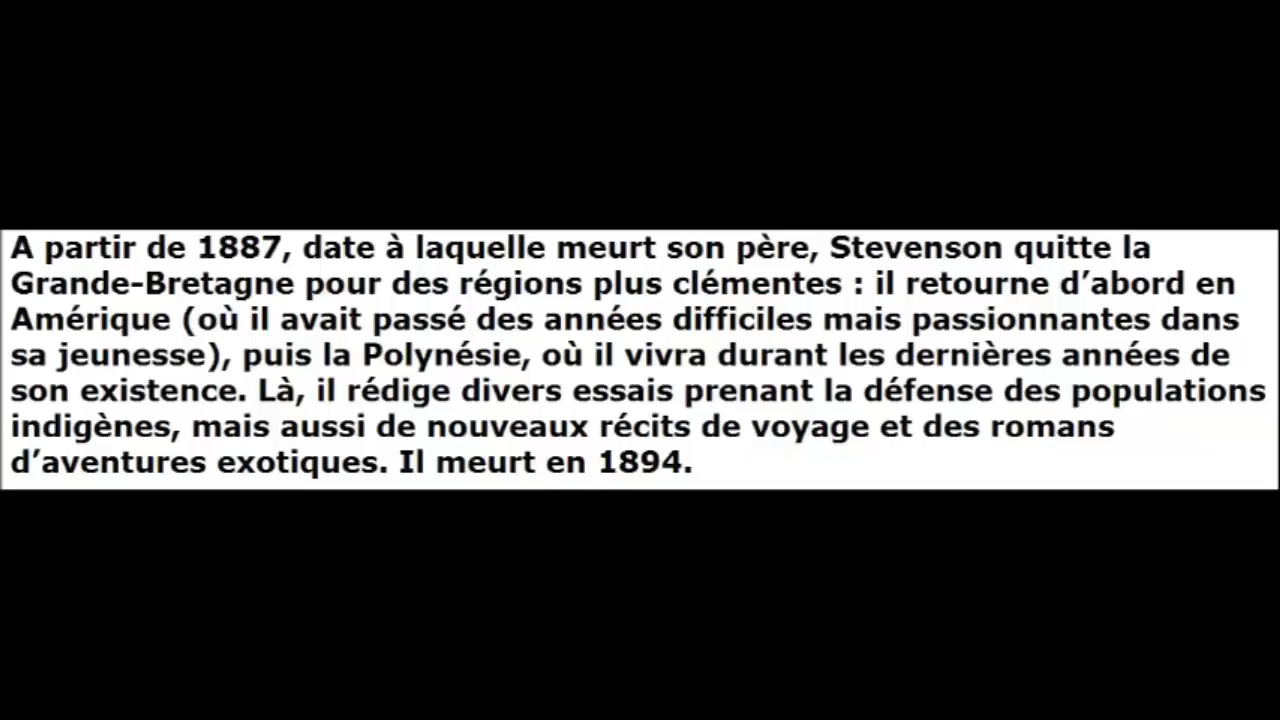 A partir de 1887, date à laquelle meurt son père, Stevenson quitte la
Grande-Bretagne pour des régions plus clémentes : il retourne d’abord en
Amérique (où il avait passé des années difficiles mais passionnantes dans
sa jeunesse), puis la Polynésie, où il vivra durant les dernières années de
son existence. Là, il rédige divers essais prenant la défense des populations
indigènes, mais aussi de nouveaux récits de voyage et des romans
d’aventures exotiques. Il meurt en 1894.